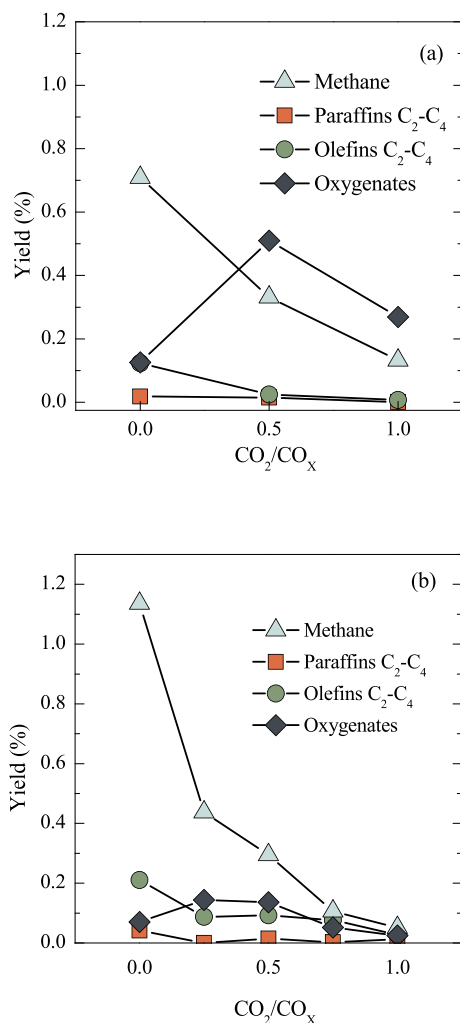 (a)
Methane
Paraffins C₂-C₄
Olefins C₂-C₄
Oxygenates
Yield (%)
1.2
1.0
0.8
0.6
0.4
0.2
0.0
0.0 0.5 1.0
CO₂/COₓ
(b)
Methane
Paraffins C₂-C₄
Olefins C₂-C₄
Oxygenates
Yield (%)
1.2
1.0
0.8
0.6
0.4
0.2
0.0
0.0 0.5 1.0
CO₂/COₓ